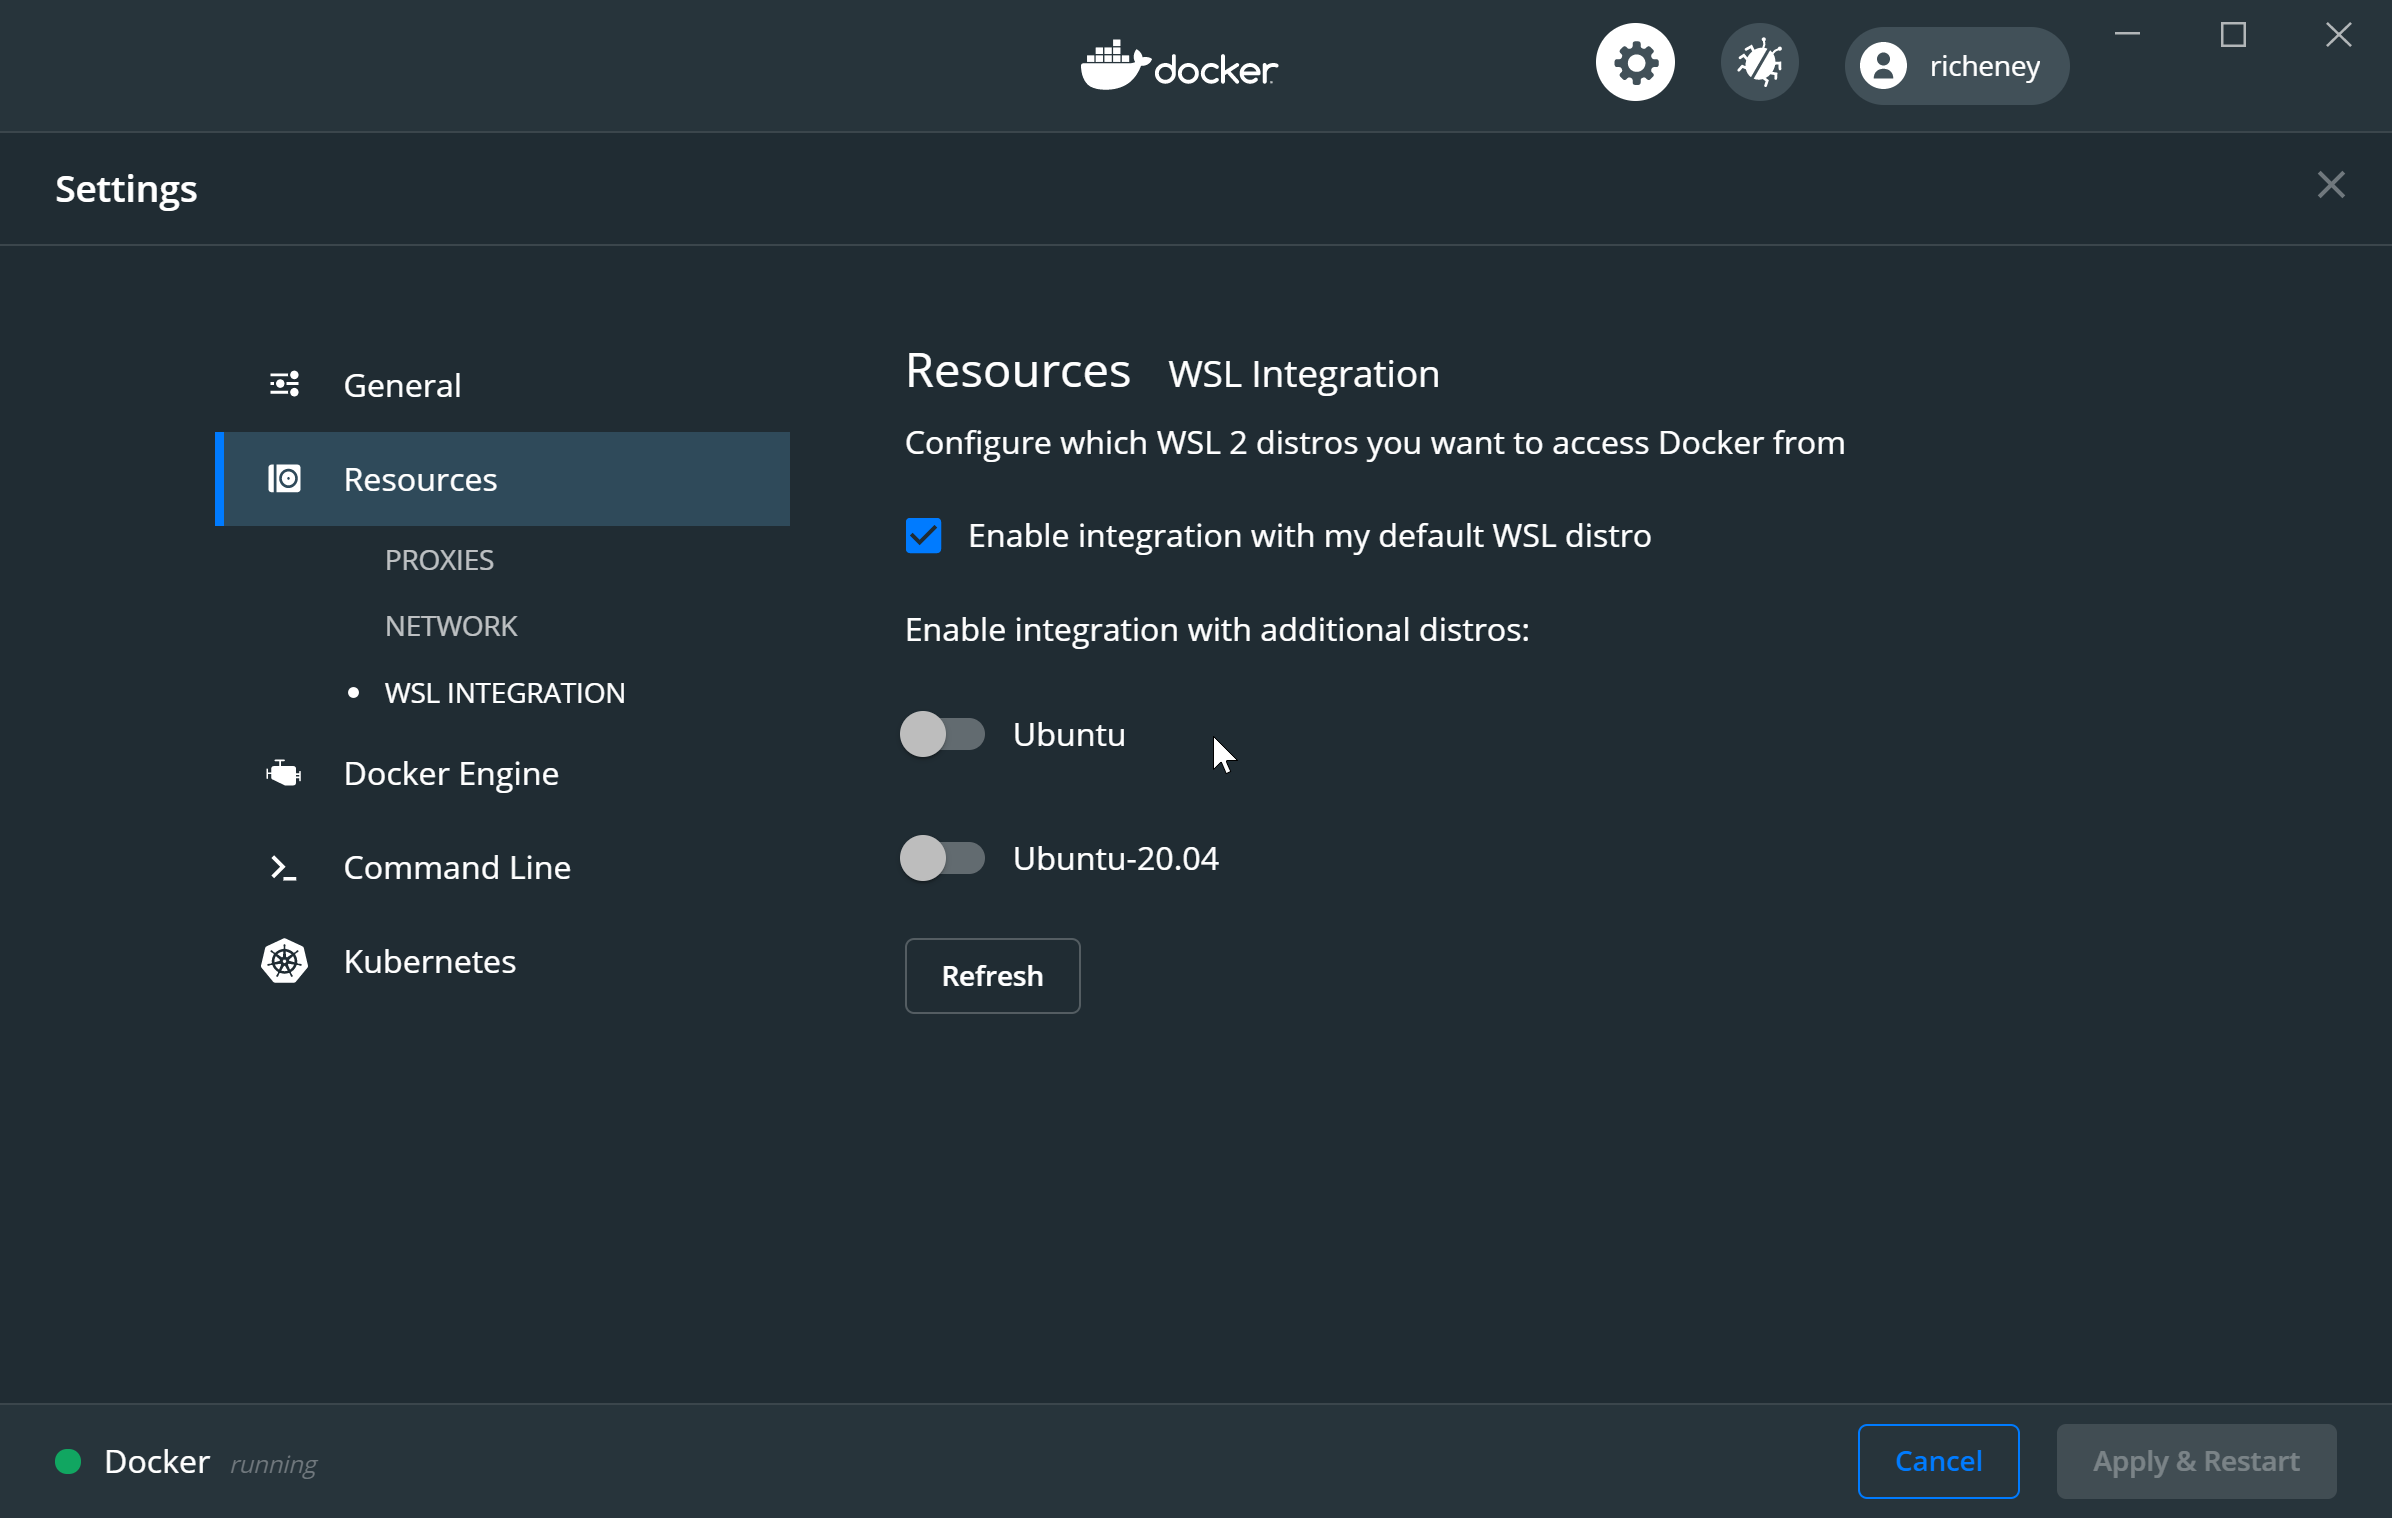 docker
richeney
Settings
General
Resources
PROXIES
NETWORK
WSL INTEGRATION
Docker Engine
Command Line
Kubernetes
Resources WSL Integration
Configure which WSL 2 distros you want to access Docker from
Enable integration with my default WSL distro
Enable integration with additional distros:
Ubuntu
Ubuntu-20.04
Refresh
Docker running
Cancel
Apply & Restart